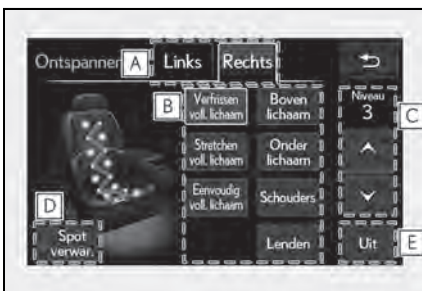 Ontspannen A Links Rechts
B Verfrissen
voll. lichaam
Boven
lichaam
Niveau
3
C
Stretchen
voll. lichaam
Onder
lichaam
Eenvoudig
voll. lichaam
Schouders
D
Spot
verwar.
Lenden
Uit E